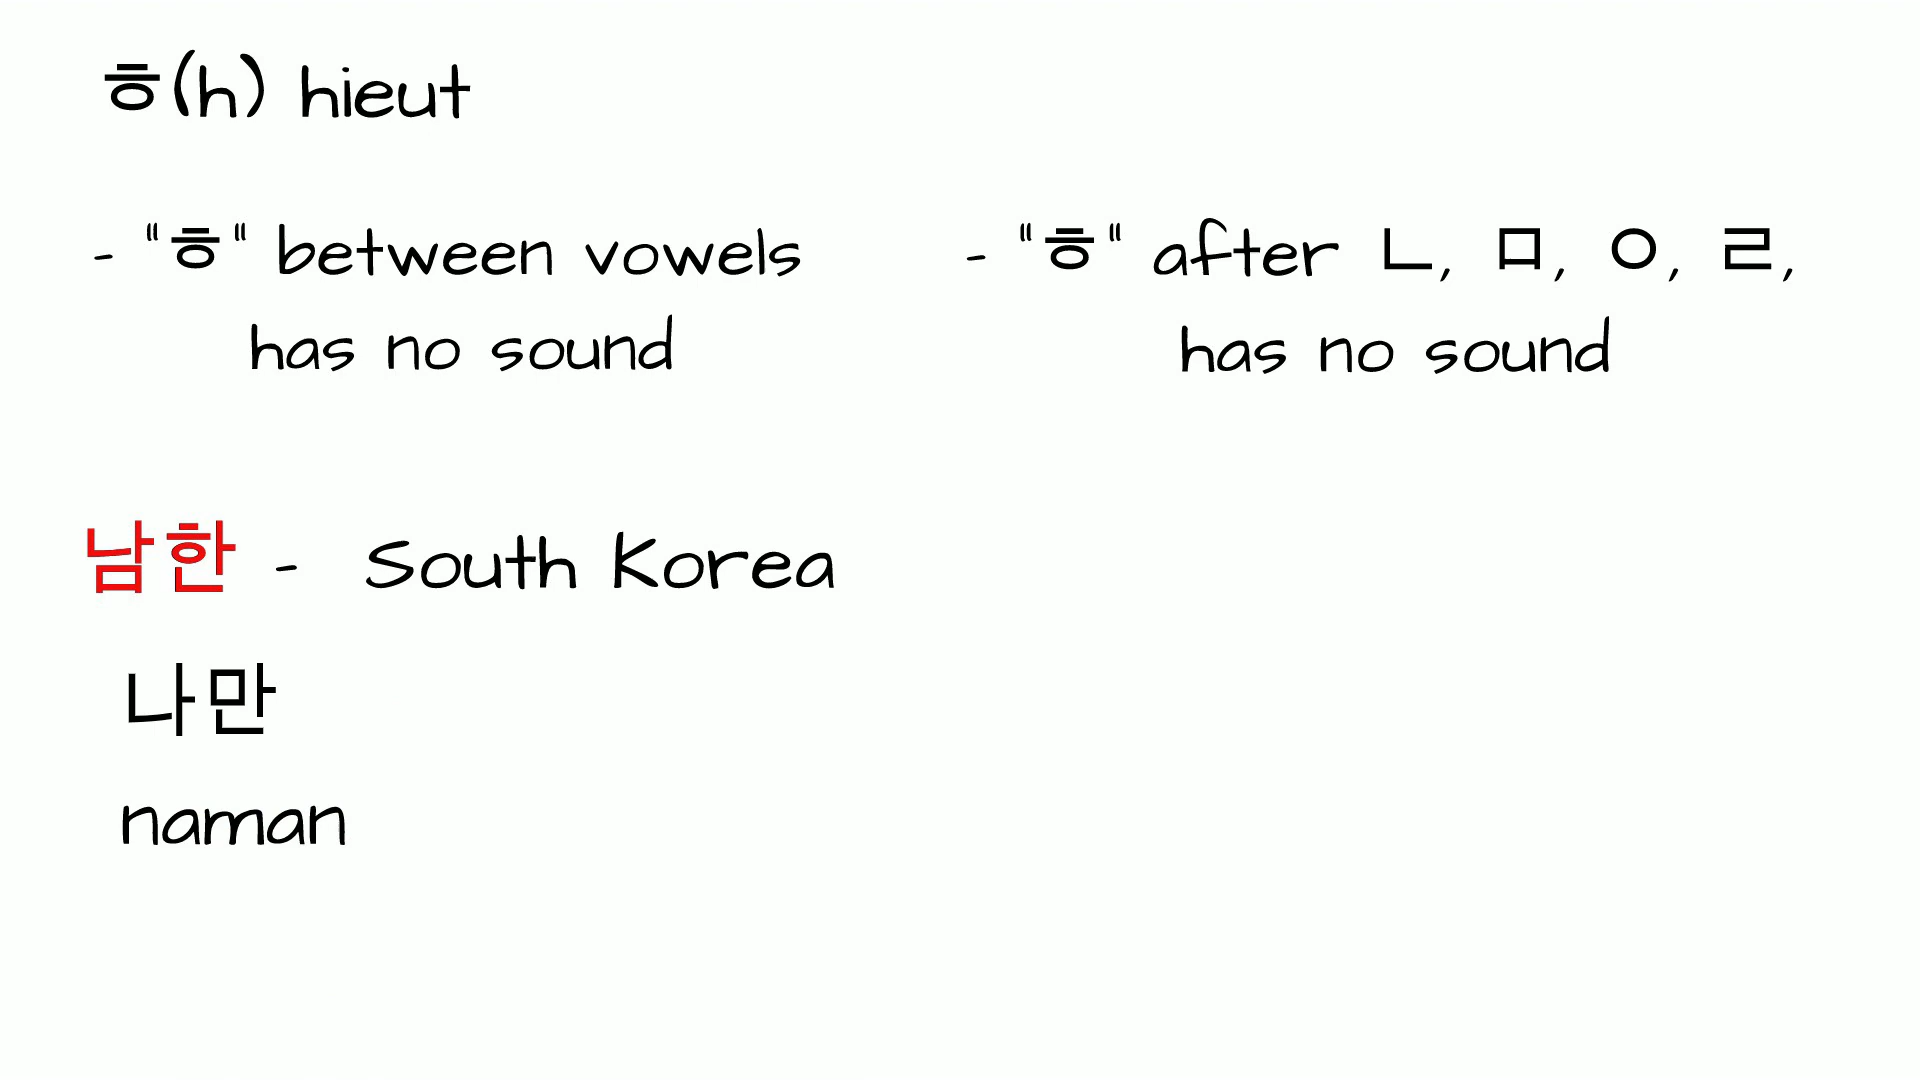 ㅎ(h) hieut
- "ㅎ" between vowels
has no sound
- "ㅎ" after ㄴ, ㅁ, ㅇ, ㄹ,
has no sound
남한 - South Korea
나만
naman